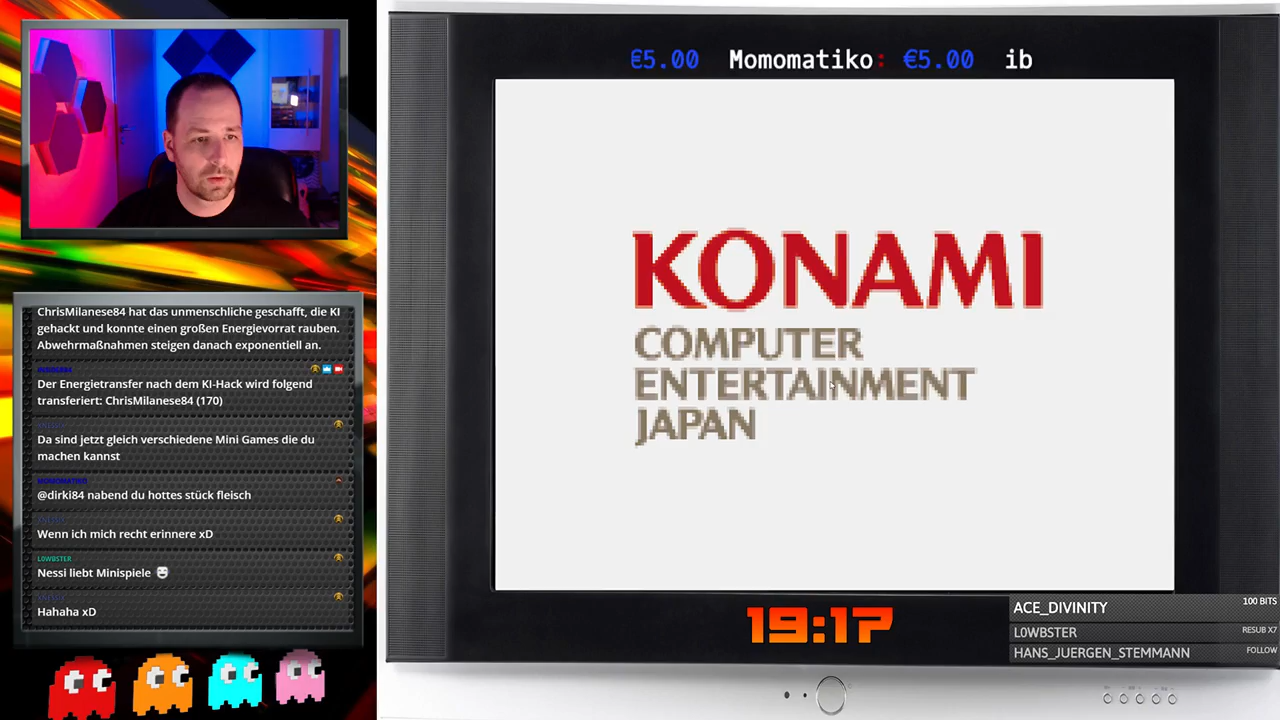 €5.00 Momomatiko: €5.00 ib
KONAMI
COMPUTER
ENTERTAINMENT
JAPAN
ChrisMilanese84 hat das unmenschliche geschafft, die KI
gehackt und konnte einen großen Energievorrat rauben.
Abwehrmaßnahmen steigen danach exponentiell an.
Der Energietransfer nach dem KI-Hack wird folgend
transferiert: ChrisMilanese84 (170)
Da sind jetzt gleich verschiedene Mini Games die du
machen kannst
MOMOMATIKO
@dirki84 nabend du hottes stück fleisch
Wenn ich mich recht erinnere xD
L0WBSTER
Nessi liebt Minispiele
Hahaha xD
19:17
ACE_DIVINITY 100 BITS
L0WBSTER RESUB X7
HANS_JUERGEN_STEMMANN FOLLOW